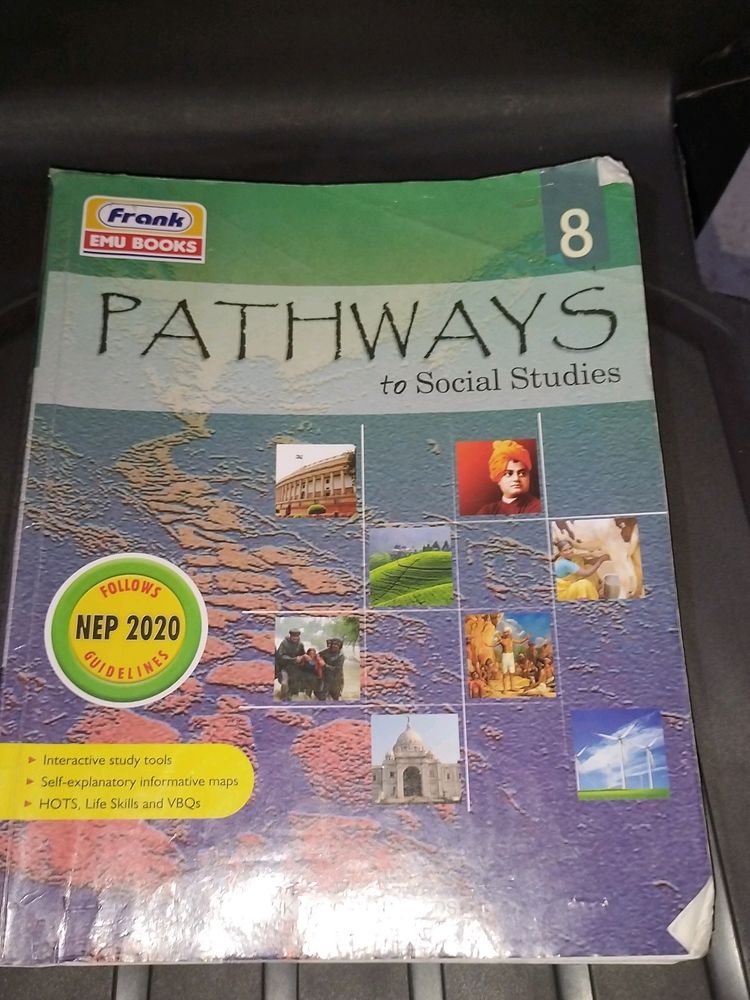 Frank
EMU BOOKS
8
PATHWAYS
to Social Studies
FOLLOWS
NEP 2020
GUIDELINES
▸ Interactive study tools
▸ Self-explanatory informative maps
▸ HOTS, Life Skills and VBQs